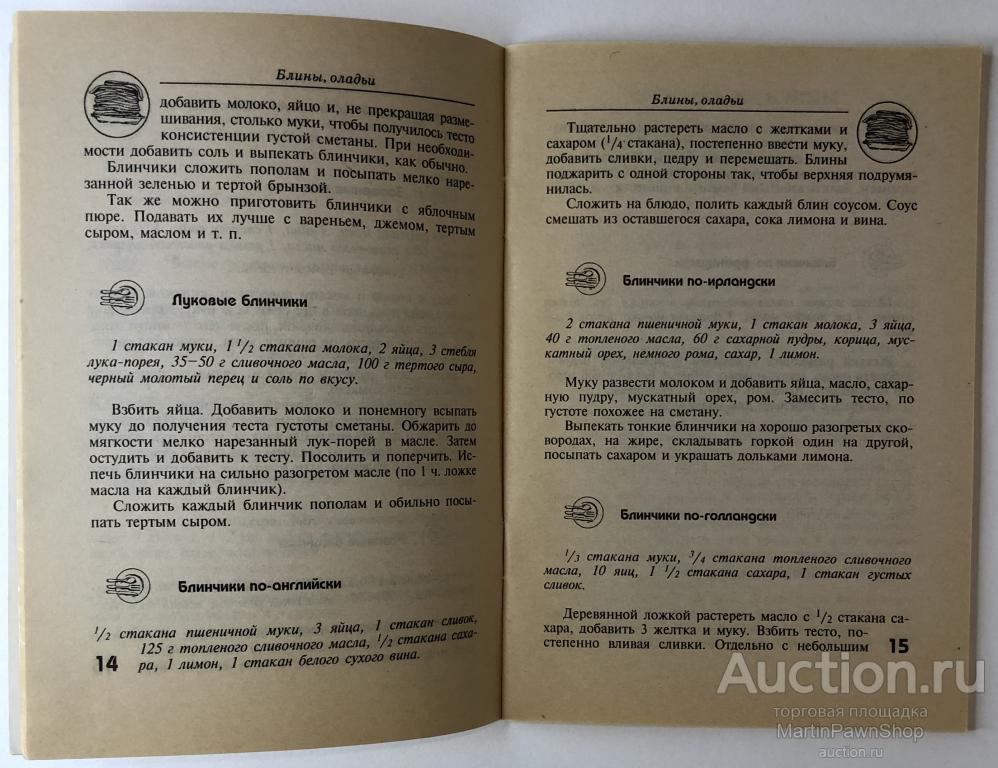 Блины, оладьи
добавить молоко, яйцо и, не прекращая разме-
шивания, столько муки, чтобы получилось тесто
консистенции густой сметаны. При необходи-
мости добавить соль и выпекать блинчики, как обычно.
Блинчики сложить пополам и посыпать мелко наре-
занной зеленью и тертой брынзой.
Так же можно приготовить блинчики с яблочным
пюре. Подавать их лучше с вареньем, джемом, тертым
сыром, маслом и т. п.
Луковые блинчики
1 стакан муки, 1 1/2 стакана молока, 2 яйца, 3 стебля
лука-порея, 35—50 г сливочного масла, 100 г тертого сыра,
черный молотый перец и соль по вкусу.
Взбить яйца. Добавить молоко и понемногу всыпать
муку до получения теста густоты сметаны. Обжарить до
мягкости мелко нарезанный лук-порей в масле. Затем
остудить и добавить к тесту. Посолить и поперчить. Ис-
печь блинчики на сильно разогретом масле (по 1 ч. ложке
масла на каждый блинчик).
Сложить каждый блинчик пополам и обильно посы-
пать тертым сыром.
Блинчики по-английски
1/2 стакана пшеничной муки, 3 яйца, 1 стакан сливок,
125 г топленого сливочного масла, 1/2 стакана саха-
ра, 1 лимон, 1 стакан белого сухого вина.
14
Блины, оладьи
Тщательно растереть масло с желтками и
сахаром (1/4 стакана), постепенно ввести муку,
добавить сливки, цедру и перемешать. Блины
поджарить с одной стороны так, чтобы верхняя подрумя-
нилась.
Сложить на блюдо, полить каждый блин соусом. Соус
смешать из оставшегося сахара, сока лимона и вина.
Блинчики по-ирландски
2 стакана пшеничной муки, 1 стакан молока, 3 яйца,
40 г топленого масла, 60 г сахарной пудры, корица, мус-
катный орех, немного рома, сахар, 1 лимон.
Муку развести молоком и добавить яйца, масло, сахар-
ную пудру, мускатный орех, ром. Замесить тесто, по
густоте похожее на сметану.
Выпекать тонкие блинчики на хорошо разогретых ско-
вородах, на жире, складывать горкой один на другой,
посыпать сахаром и украшать дольками лимона.
Блинчики по-голландски
1/3 стакана муки, 3/4 стакана топленого сливочного
масла, 10 яиц, 1 1/2 стакана сахара, 1 стакан густых
сливок.
Деревянной ложкой растереть масло с 1/2 стакана са-
хара, добавить 3 желтка и муку. Взбить тесто, по-
степенно вливая сливки. Отдельно с небольшим
15
Auction.ru
торговая площадка
MartinPawnShop
auction.ru